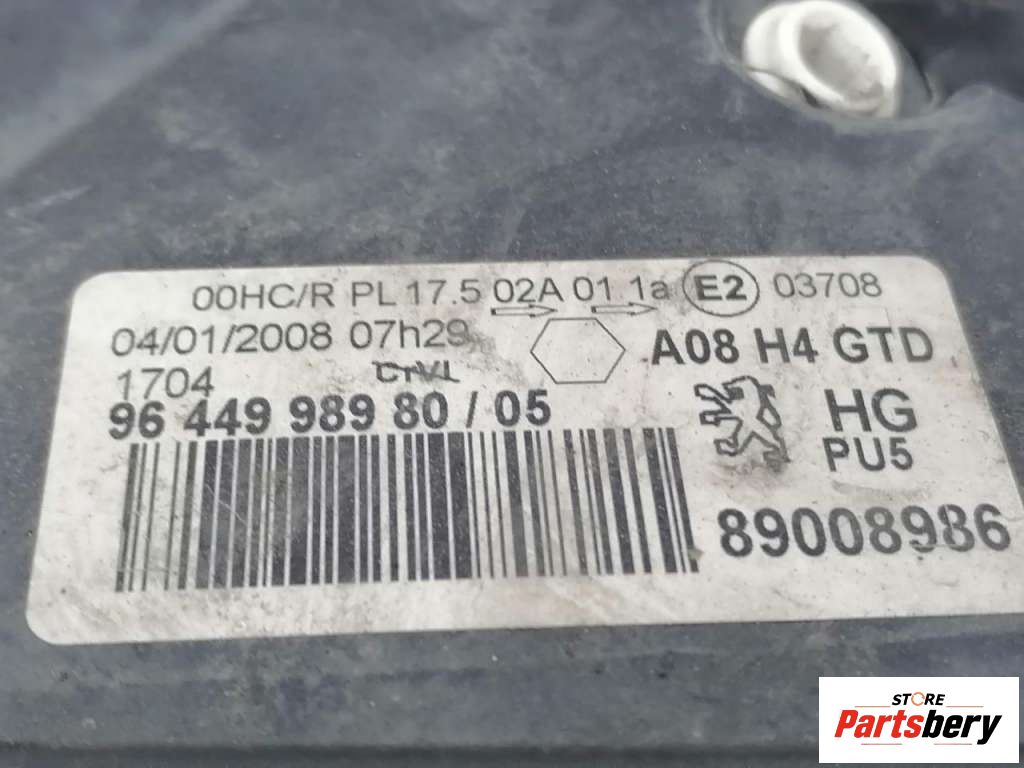 00HC/R PL 17.5 02A 01 1a E2 03708
04/01/2008 07h29
A08 H4 GTD
1704
96 449 989 80 / 05
HG
PU5
89008986
STORE
Partsbery